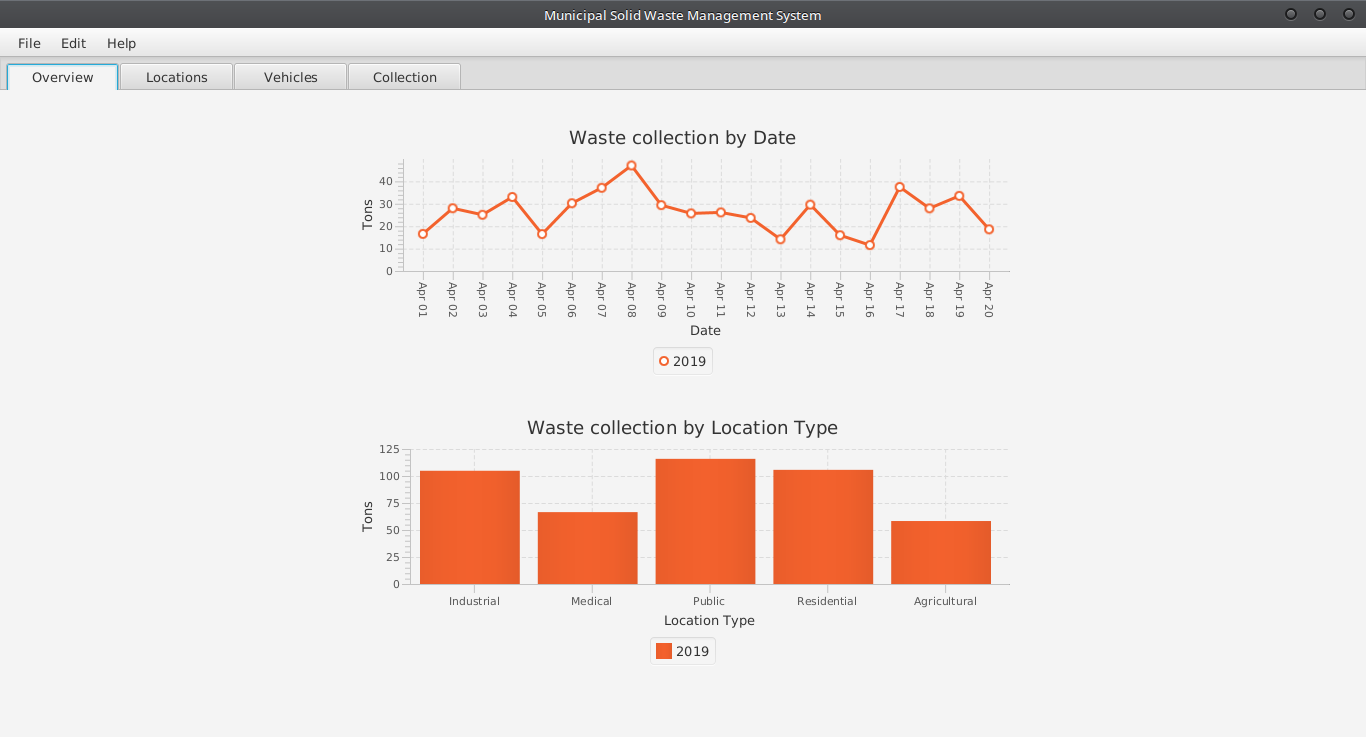 Municipal Solid Waste Management System
File Edit Help
Overview Locations Vehicles Collection
Waste collection by Date
40
30
20
10
0
Tons
Apr 01 Apr 02 Apr 03 Apr 04 Apr 05 Apr 06 Apr 07 Apr 08 Apr 09 Apr 10 Apr 11 Apr 12 Apr 13 Apr 14 Apr 15 Apr 16 Apr 17 Apr 18 Apr 19 Apr 20
Date
2019
Waste collection by Location Type
125
100
75
50
25
0
Tons
Industrial Medical Public Residential Agricultural
Location Type
2019